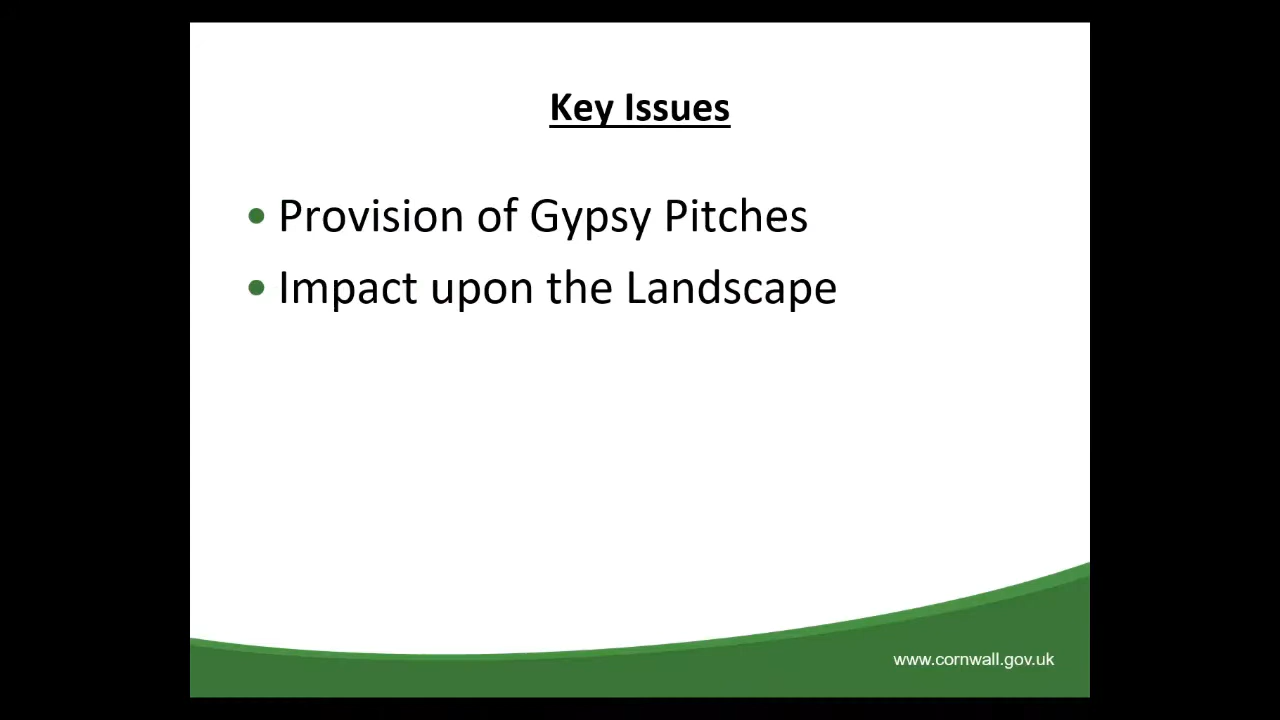 Key Issues
Provision of Gypsy Pitches
Impact upon the Landscape
www.cornwall.gov.uk